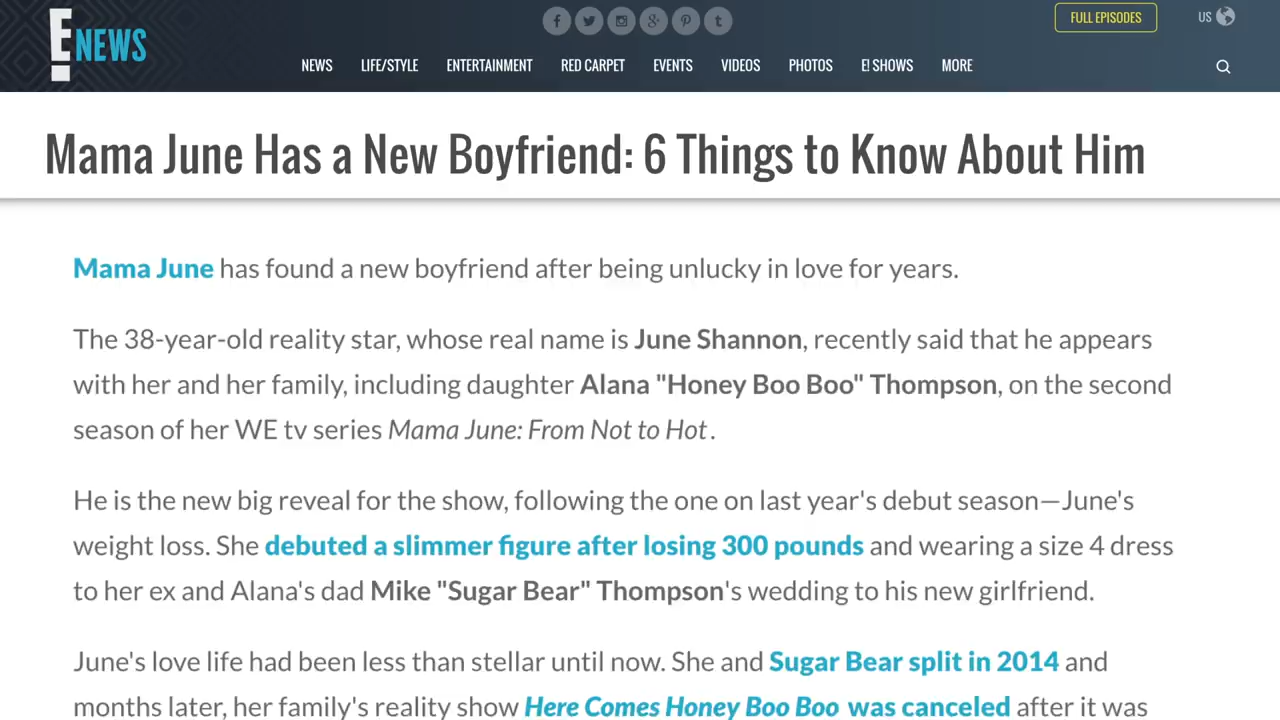 E! NEWS
FULL EPISODES
US
NEWS LIFE/STYLE ENTERTAINMENT RED CARPET EVENTS VIDEOS PHOTOS E! SHOWS MORE
Mama June Has a New Boyfriend: 6 Things to Know About Him
Mama June has found a new boyfriend after being unlucky in love for years.
The 38-year-old reality star, whose real name is June Shannon, recently said that he appears
with her and her family, including daughter Alana "Honey Boo Boo" Thompson, on the second
season of her WE tv series Mama June: From Not to Hot.
He is the new big reveal for the show, following the one on last year's debut season—June's
weight loss. She debuted a slimmer figure after losing 300 pounds and wearing a size 4 dress
to her ex and Alana's dad Mike "Sugar Bear" Thompson's wedding to his new girlfriend.
June's love life had been less than stellar until now. She and Sugar Bear split in 2014 and
months later, her family's reality show Here Comes Honey Boo Boo was canceled after it was